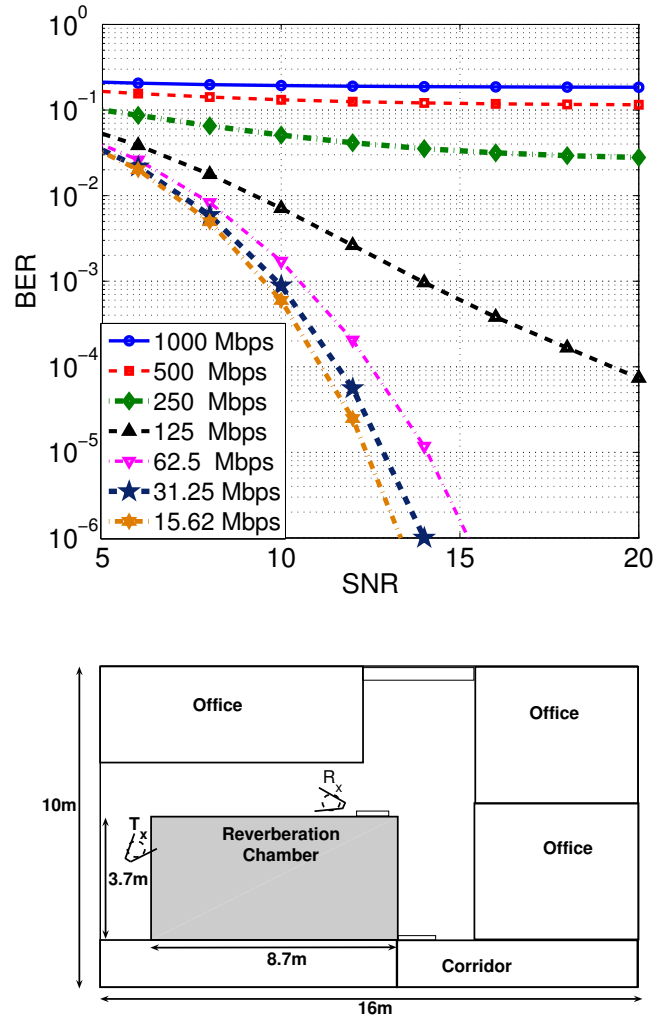 10^0
10^-1
10^-2
10^-3
10^-4
10^-5
10^-6
BER
1000 Mbps
500 Mbps
250 Mbps
125 Mbps
62.5 Mbps
31.25 Mbps
15.62 Mbps
5 10 15 20
SNR
Office
Office
R_x
10m
T_x
Reverberation
Chamber
Office
3.7m
8.7m
Corridor
16m